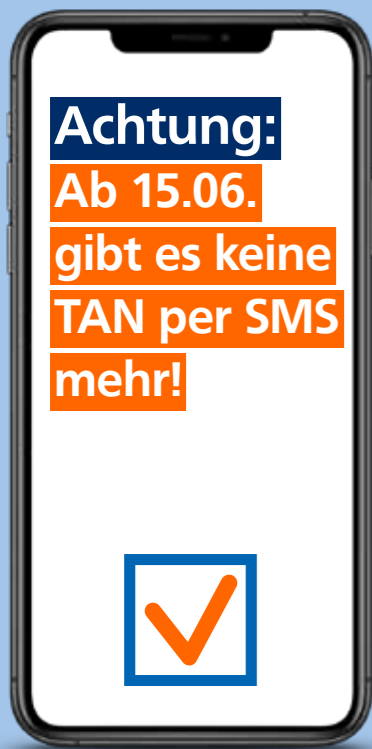 Achtung:
Ab 15.06.
gibt es keine
TAN per SMS
mehr!